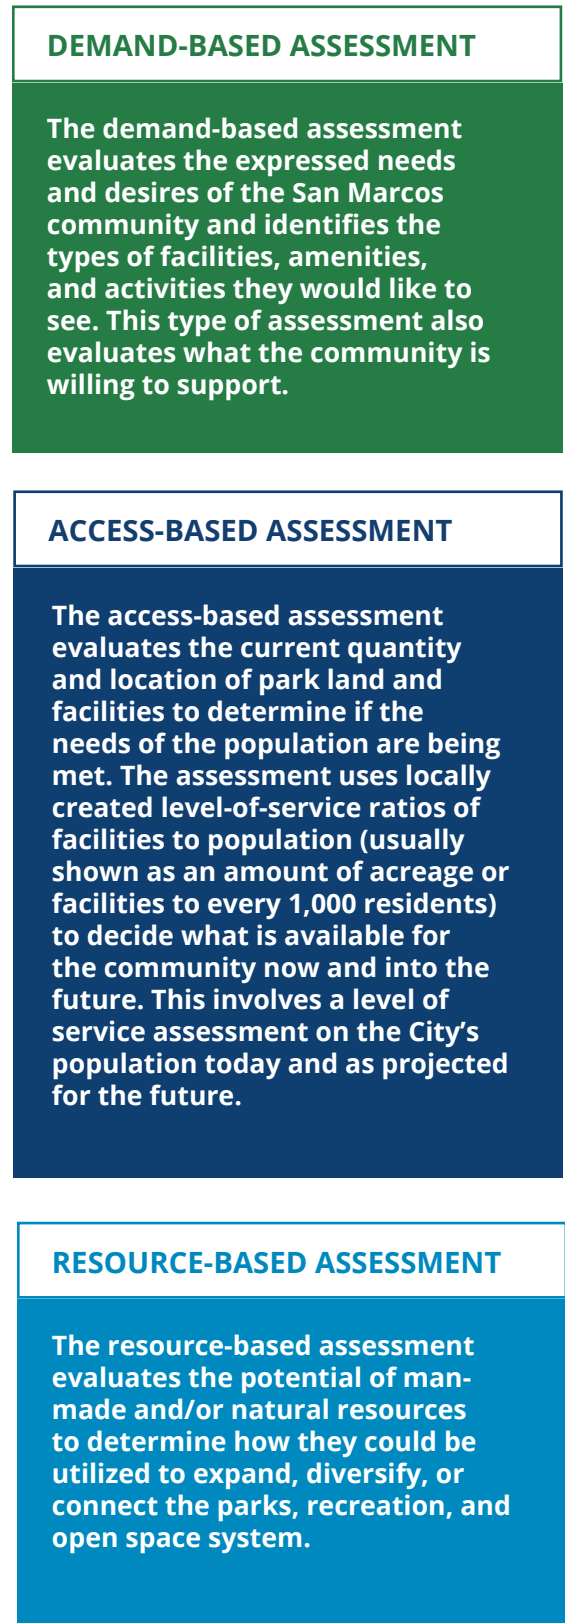 DEMAND-BASED ASSESSMENT
The demand-based assessment
evaluates the expressed needs
and desires of the San Marcos
community and identifies the
types of facilities, amenities,
and activities they would like to
see. This type of assessment also
evaluates what the community is
willing to support.
ACCESS-BASED ASSESSMENT
The access-based assessment
evaluates the current quantity
and location of park land and
facilities to determine if the
needs of the population are being
met. The assessment uses locally
created level-of-service ratios of
facilities to population (usually
shown as an amount of acreage or
facilities to every 1,000 residents)
to decide what is available for
the community now and into the
future. This involves a level of
service assessment on the City’s
population today and as projected
for the future.
RESOURCE-BASED ASSESSMENT
The resource-based assessment
evaluates the potential of man-
made and/or natural resources
to determine how they could be
utilized to expand, diversify, or
connect the parks, recreation, and
open space system.